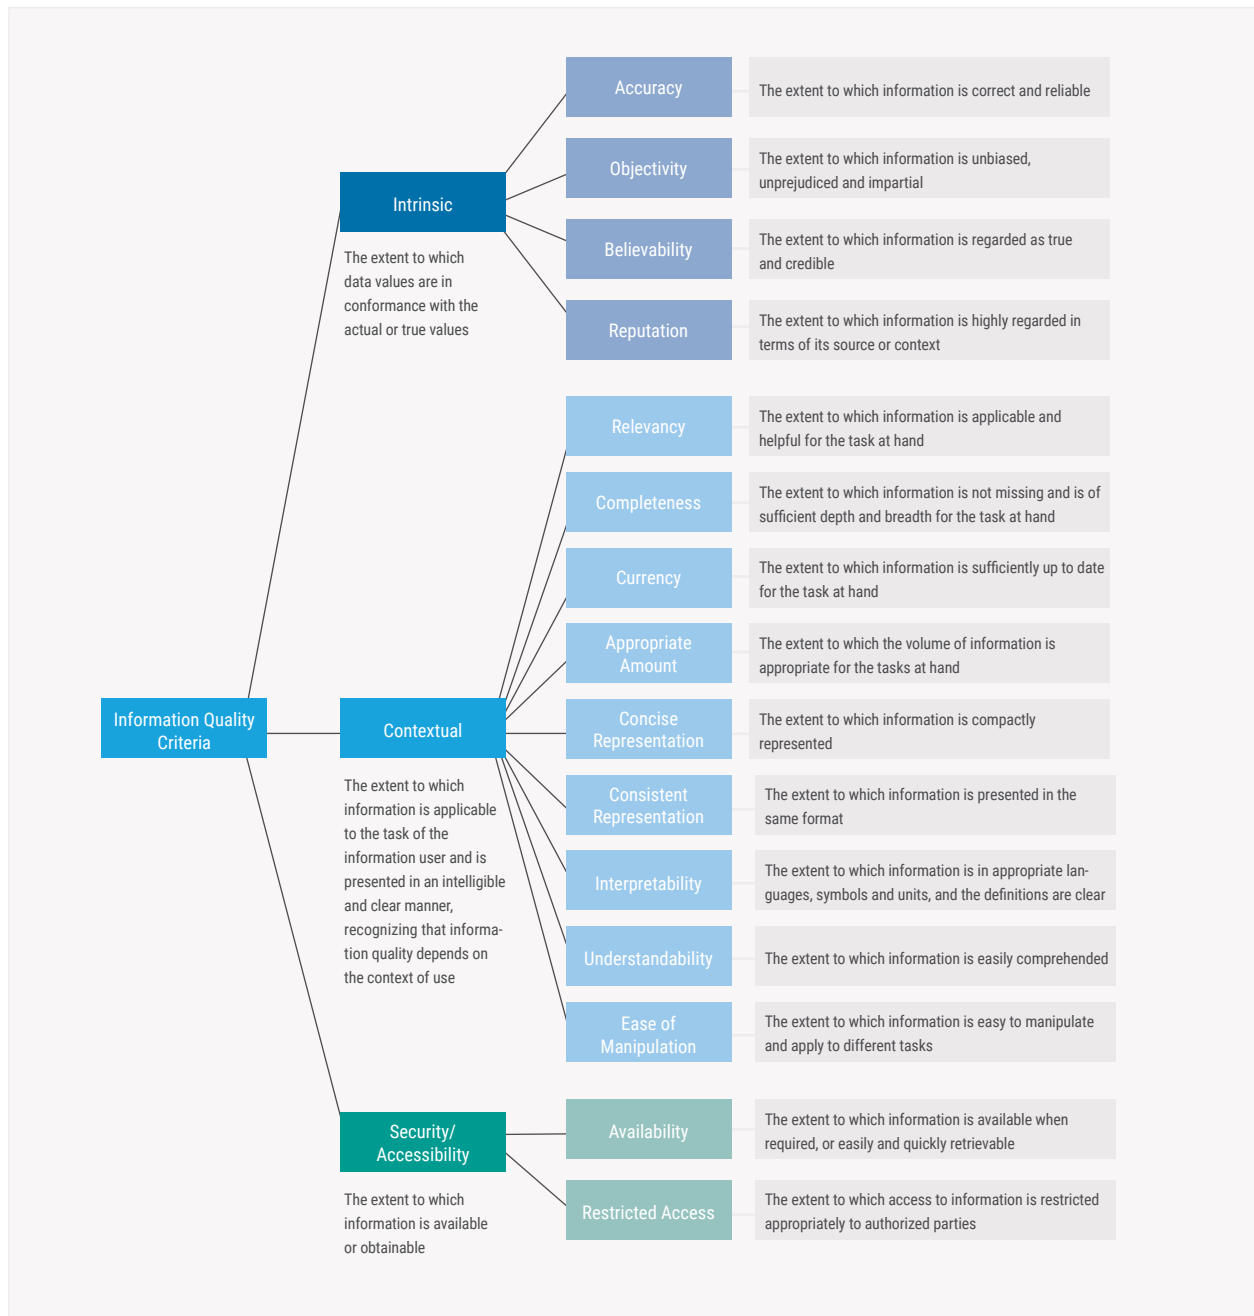 Information Quality
Criteria
Intrinsic
The extent to which
data values are in
conformance with the
actual or true values
Accuracy
The extent to which information is correct and reliable
Objectivity
The extent to which information is unbiased,
unprejudiced and impartial
Believability
The extent to which information is regarded as true
and credible
Reputation
The extent to which information is highly regarded in
terms of its source or context
Contextual
The extent to which
information is applicable
to the task of the
information user and is
presented in an intelligible
and clear manner,
recognizing that informa-
tion quality depends on
the context of use
Relevancy
The extent to which information is applicable and
helpful for the task at hand
Completeness
The extent to which information is not missing and is of
sufficient depth and breadth for the task at hand
Currency
The extent to which information is sufficiently up to date
for the task at hand
Appropriate
Amount
The extent to which the volume of information is
appropriate for the tasks at hand
Concise
Representation
The extent to which information is compactly
represented
Consistent
Representation
The extent to which information is presented in the
same format
Interpretability
The extent to which information is in appropriate lan-
guages, symbols and units, and the definitions are clear
Understandability
The extent to which information is easily comprehended
Ease of
Manipulation
The extent to which information is easy to manipulate
and apply to different tasks
Security/
Accessibility
The extent to which
information is available
or obtainable
Availability
The extent to which information is available when
required, or easily and quickly retrievable
Restricted Access
The extent to which access to information is restricted
appropriately to authorized parties